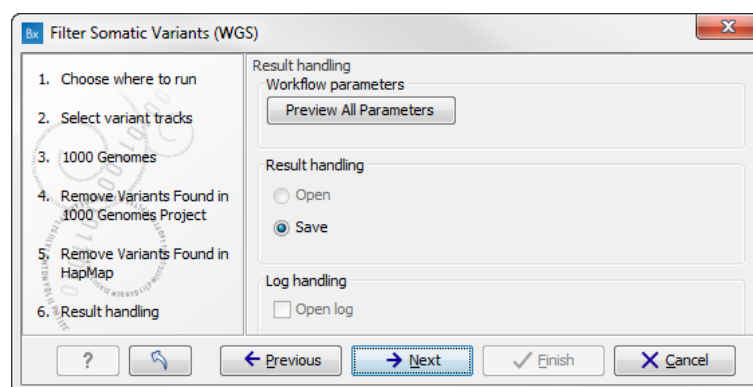 Bx Filter Somatic Variants (WGS)
1. Choose where to run
2. Select variant tracks
3. 1000 Genomes
4. Remove Variants Found in
1000 Genomes Project
5. Remove Variants Found in
HapMap
6. Result handling
Result handling
Workflow parameters
Preview All Parameters
Result handling
Open
Save
Log handling
Open log
?
Previous
Next
Finish
Cancel